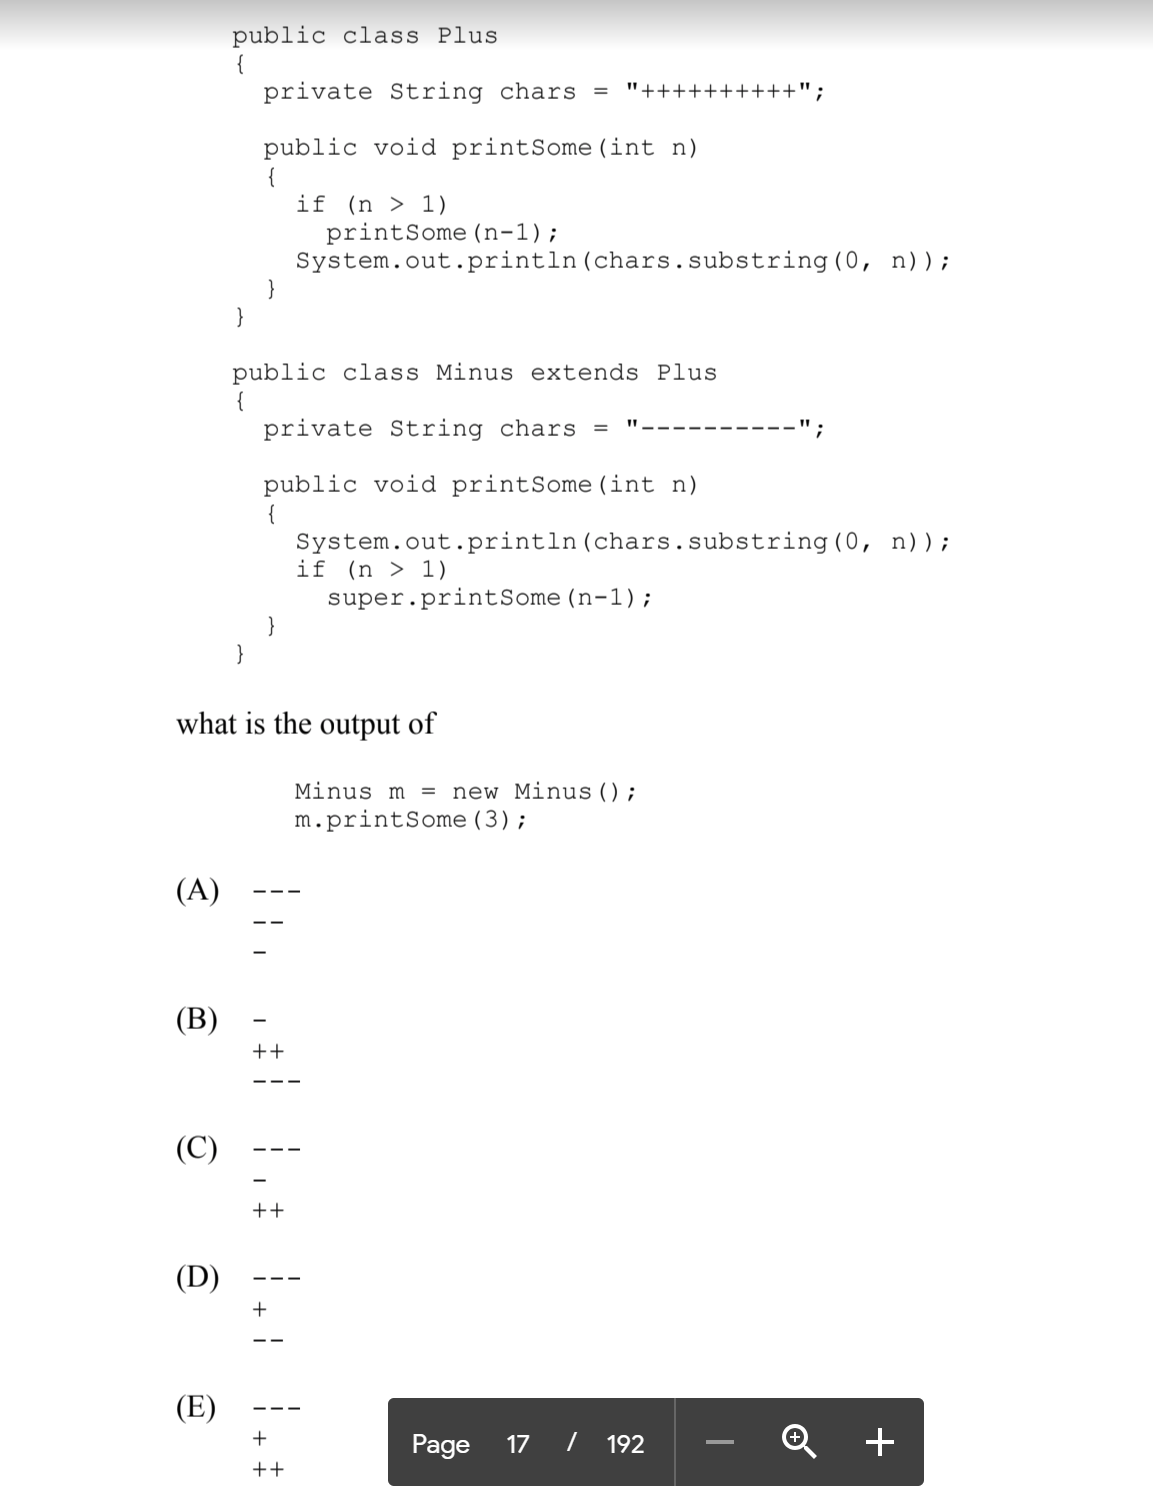 public class Plus
{
private String chars = "++++++++++";
public void printSome(int n)
{
if (n > 1)
printSome(n-1);
System.out.println(chars.substring(0, n));
}
}
public class Minus extends Plus
{
private String chars = "----------";
public void printSome(int n)
{
System.out.println(chars.substring(0, n));
if (n > 1)
super.printSome(n-1);
}
}
what is the output of
Minus m = new Minus();
m.printSome(3);
(A) ---
--
-
(B) -
++
---
(C) ---
-
++
(D) ---
+
--
(E) ---
+
++
Page 17 / 192